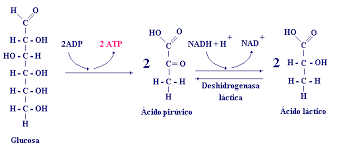 H O
C
H - C - OH
HO - C - H
H - C - OH
H - C - OH
H - C - OH
H
Glucosa
2ADP 2 ATP
2
HO O
C
C = O
H - C - H
H
Ácido pirúvico
NADH + H+ NAD+
Deshidrogenasa
láctica
2
HO O
C
H - C - OH
H - C - H
H
Ácido láctico